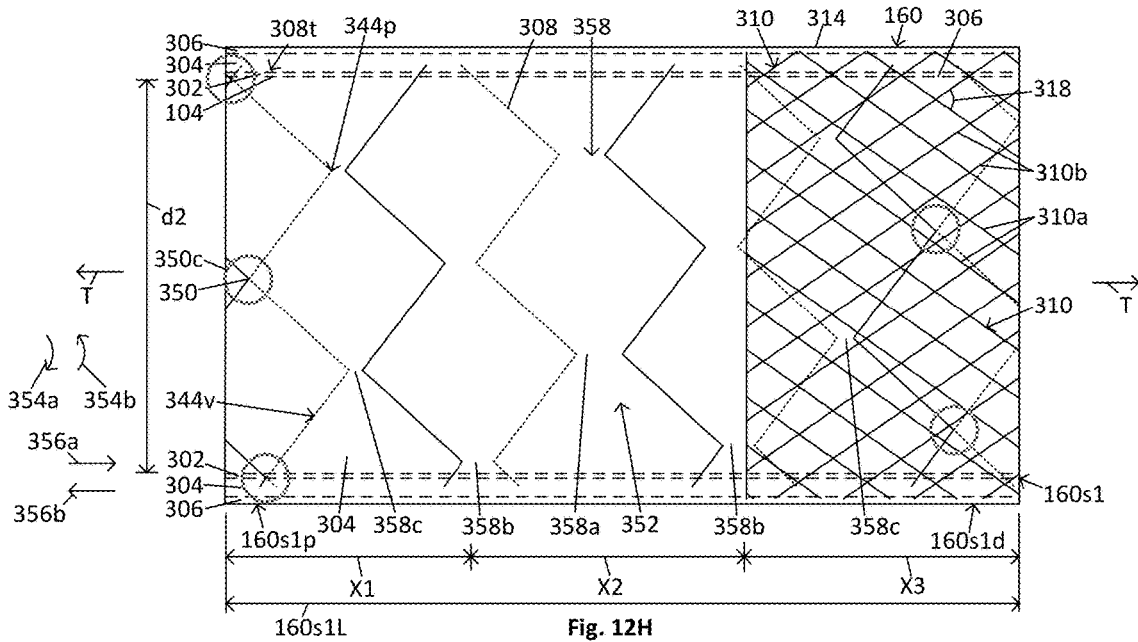 306 308t 344p 308 358 310 314 160 306
304
302
104
318
310b
d2
310a
350c
T
350
T
310
354a 354b
344v
356a
302
304
356b
306
160s1
160s1p 304 358c 358b 358a 352 358b 358c 160s1d
X1 X2 X3
160s1L
Fig. 12H